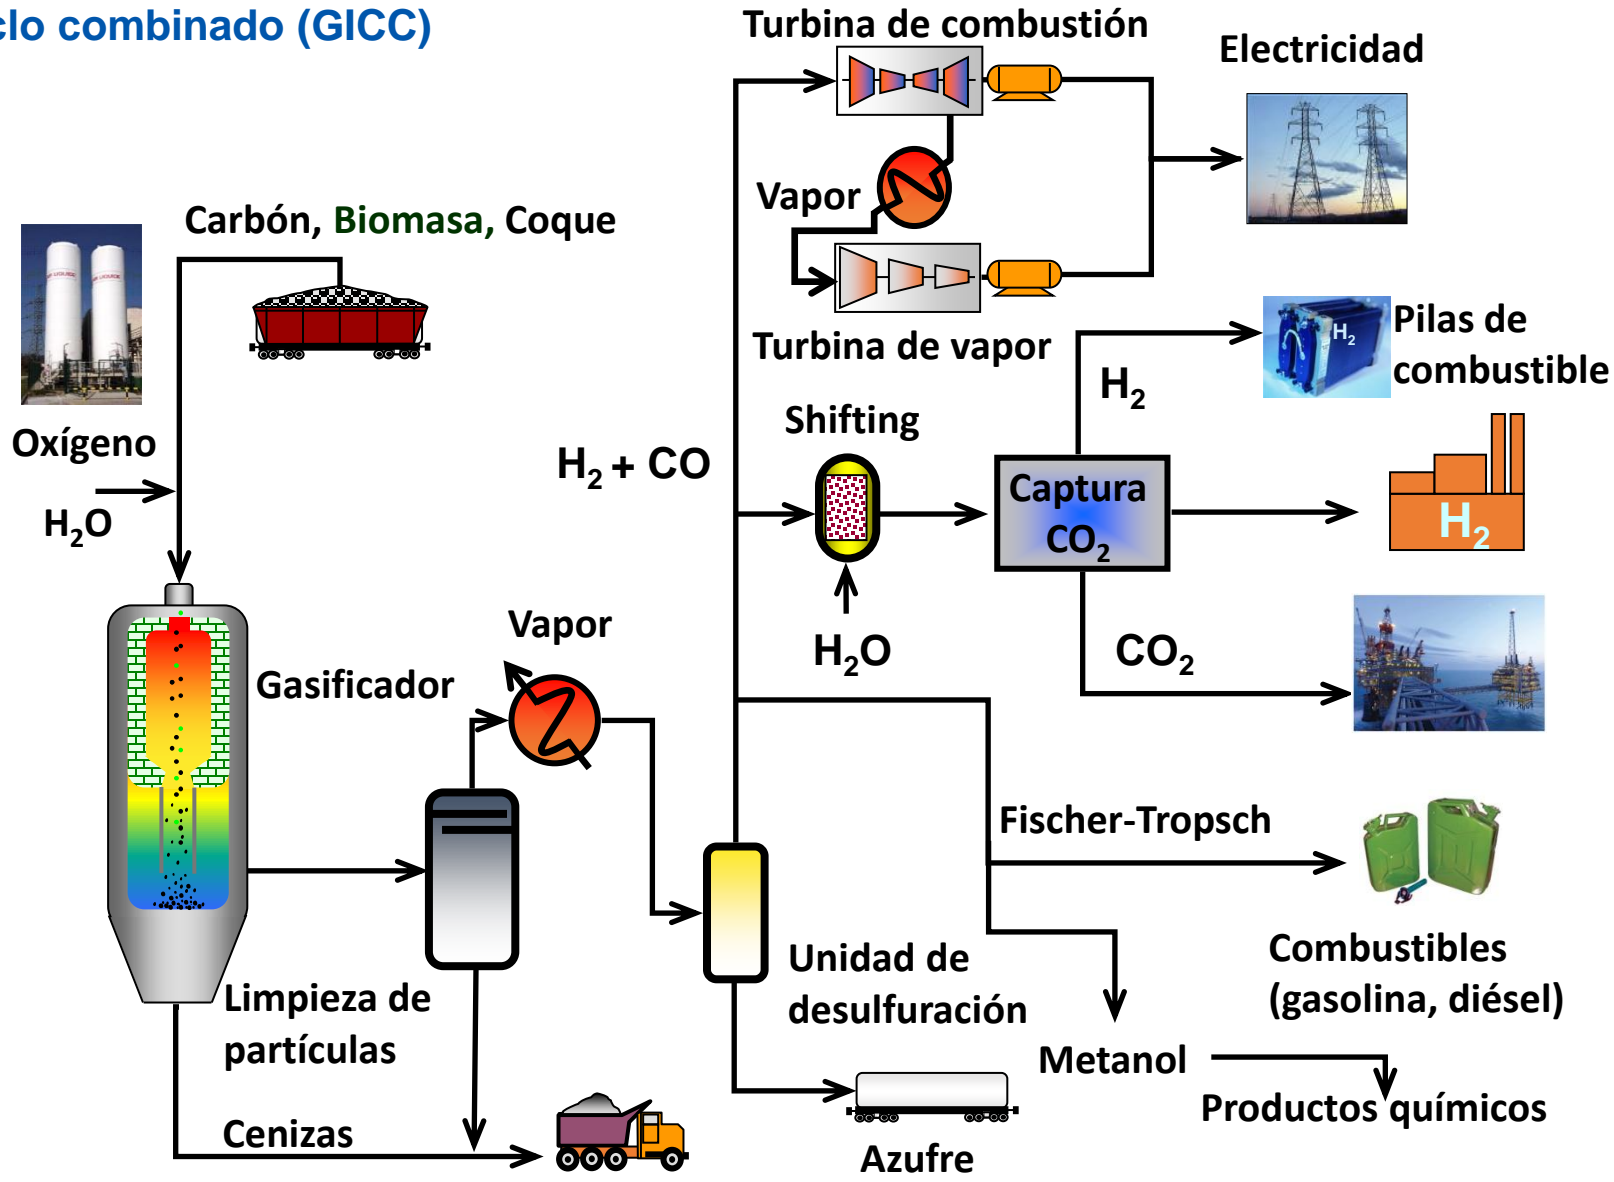 clo combinado (GICC)
Turbina de combustión
Electricidad
Vapor
Carbón, Biomasa, Coque
Turbina de vapor
H₂
Pilas de
combustible
H₂
Oxígeno
H₂O
H₂ + CO
Shifting
Captura
CO₂
H₂
H₂O
CO₂
Vapor
Gasificador
Fischer-Tropsch
Combustibles
(gasolina, diésel)
Unidad de
desulfuración
Limpieza de
partículas
Metanol
Productos químicos
Cenizas
Azufre